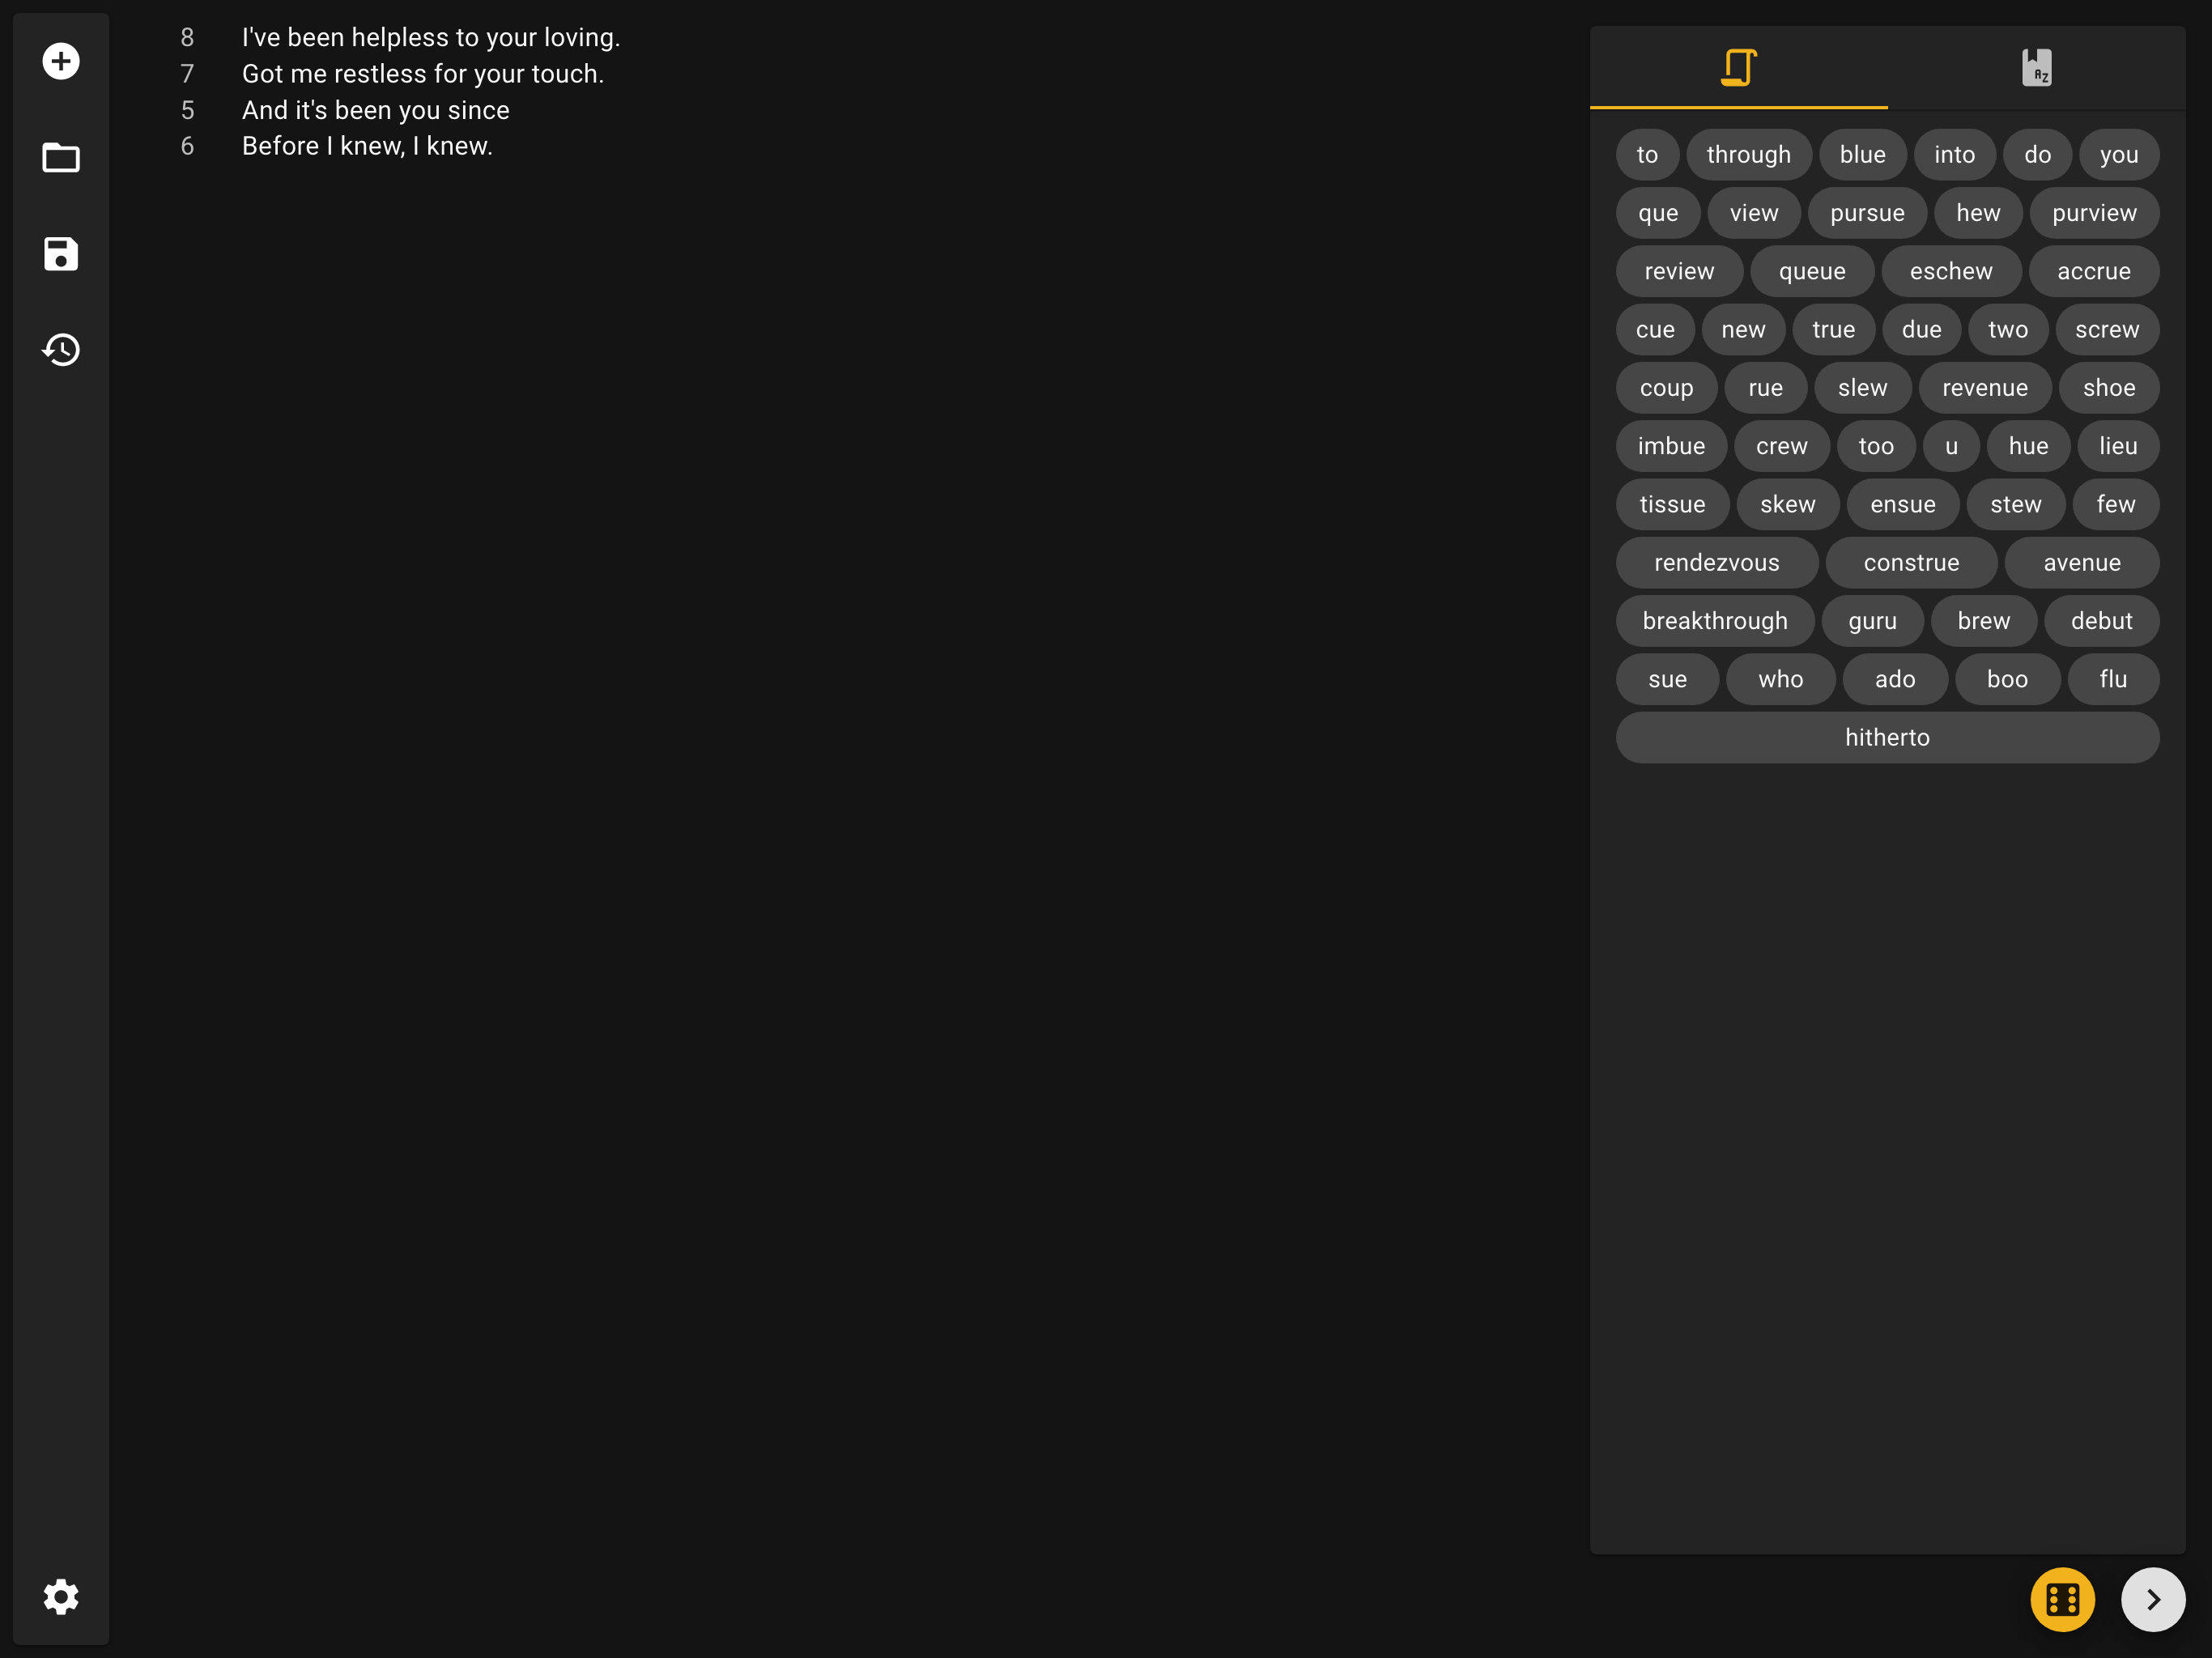 8 I've been helpless to your loving.
7 Got me restless for your touch.
5 And it's been you since
6 Before I knew, I knew.
AZ
to through blue into do you
que view pursue hew purview
review queue eschew accrue
cue new true due two screw
coup rue slew revenue shoe
imbue crew too u hue lieu
tissue skew ensue stew few
rendezvous construe avenue
breakthrough guru brew debut
sue who ado boo flu
hitherto